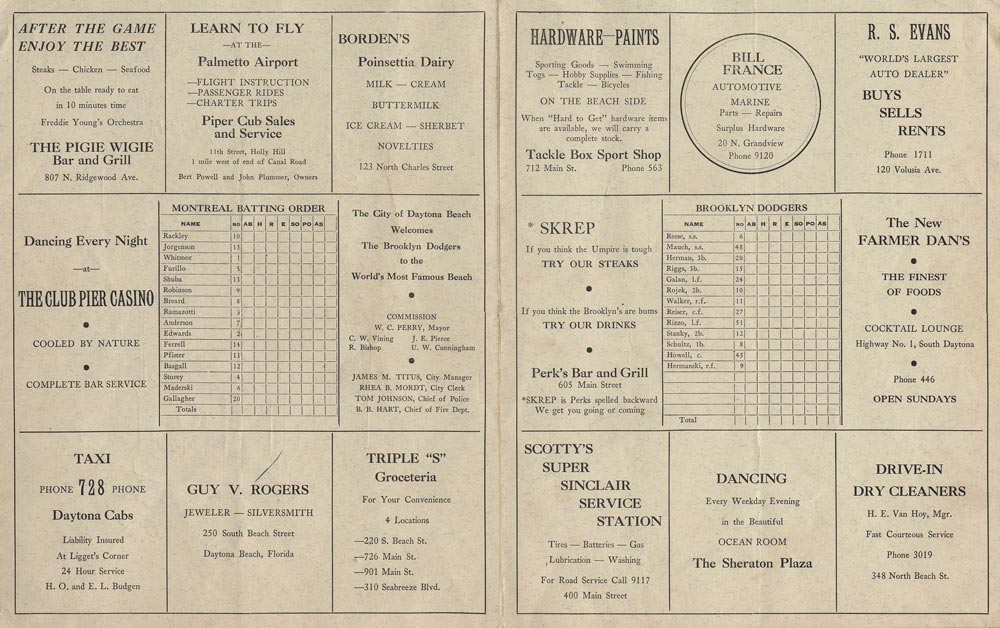 AFTER THE GAME
ENJOY THE BEST
Steaks — Chicken — Seafood
On the table ready to eat
in 10 minutes time
Freddie Young's Orchestra
THE PIGIE WIGIE
Bar and Grill
807 N. Ridgewood Ave.
LEARN TO FLY
—AT THE—
Palmetto Airport
—FLIGHT INSTRUCTION
—PASSENGER RIDES
—CHARTER TRIPS
Piper Cub Sales
and Service
11th Street, Holly Hill
1 mile west of end of Canal Road
Bert Powell and John Plummer, Owners
BORDEN'S
Poinsettia Dairy
MILK — CREAM
BUTTERMILK
ICE CREAM — SHERBET
NOVELTIES
123 North Charles Street
Dancing Every Night
—at—
THE CLUB PIER CASINO
COOLED BY NATURE
COMPLETE BAR SERVICE
MONTREAL BATTING ORDER
NAME NO AB H R E SO PO AS
Rackley 10
Jorgenson 15
Whitmor 1
Furillo 5
Shuba 13
Robinson 9
Breard 8
Ramazotti 3
Anderson 7
Edwards 2
Ferrell 14
Pfister 11
Basgall 12
Storey 4
Maderski 6
Gallagher 20
Totals
The City of Daytona Beach
Welcomes
The Brooklyn Dodgers
to the
World's Most Famous Beach
COMMISSION
W. C. PERRY, Mayor
C. W. Vining J. E. Pierce
R. Bishop U. W. Cunningham
JAMES M. TITUS, City Manager
RHEA B. MORDT, City Clerk
TOM JOHNSON, Chief of Police
B. B. HART, Chief of Fire Dept.
TAXI
PHONE 728 PHONE
Daytona Cabs
Liability Insured
At Ligget's Corner
24 Hour Service
H. O. and E. L. Budgen
GUY V. ROGERS
JEWELER — SILVERSMITH
250 South Beach Street
Daytona Beach, Florida
TRIPLE "S"
Groceteria
For Your Convenience
4 Locations
—220 S. Beach St.
—726 Main St.
—901 Main St.
—310 Seabreeze Blvd.
HARDWARE—PAINTS
Sporting Goods — Swimming
Togs — Hobby Supplies — Fishing
Tackle — Bicycles
ON THE BEACH SIDE
When "Hard to Get" hardware items
are available, we will carry a
complete stock.
Tackle Box Sport Shop
712 Main St. Phone 563
BILL
FRANCE
AUTOMOTIVE
MARINE
Parts — Repairs
Surplus Hardware
20 N. Grandview
Phone 9120
R. S. EVANS
"WORLD'S LARGEST
AUTO DEALER"
BUYS
SELLS
RENTS
Phone 1711
120 Volusia Ave.
* SKREP
If you think the Umpire is tough
TRY OUR STEAKS
If you think the Brooklyn's are bums
TRY OUR DRINKS
Perk's Bar and Grill
605 Main Street
*SKREP is Perks spelled backward
We get you going or coming
BROOKLYN DODGERS
NAME NO AB H R E SO PO AS
Reese, s.s. 6
Mauch, s.s. 48
Herman, 3b. 20
Riggs, 3b. 15
Galan, l.f. 24
Rojek, 2b. 10
Walker, r.f. 11
Reiser, c.f. 27
Rizzo, l.f. 51
Stanky, 2b. 12
Schultz, 1b. 8
Howell, c. 45
Hermanski, r.f. 9
Total
The New
FARMER DAN'S
THE FINEST
OF FOODS
COCKTAIL LOUNGE
Highway No. 1, South Daytona
Phone 446
OPEN SUNDAYS
SCOTTY'S
SUPER
SINCLAIR
SERVICE
STATION
Tires — Batteries — Gas
Lubrication — Washing
For Road Service Call 9117
400 Main Street
DANCING
Every Weekday Evening
in the Beautiful
OCEAN ROOM
The Sheraton Plaza
DRIVE-IN
DRY CLEANERS
H. E. Van Hoy, Mgr.
Fast Courteous Service
Phone 3019
348 North Beach St.